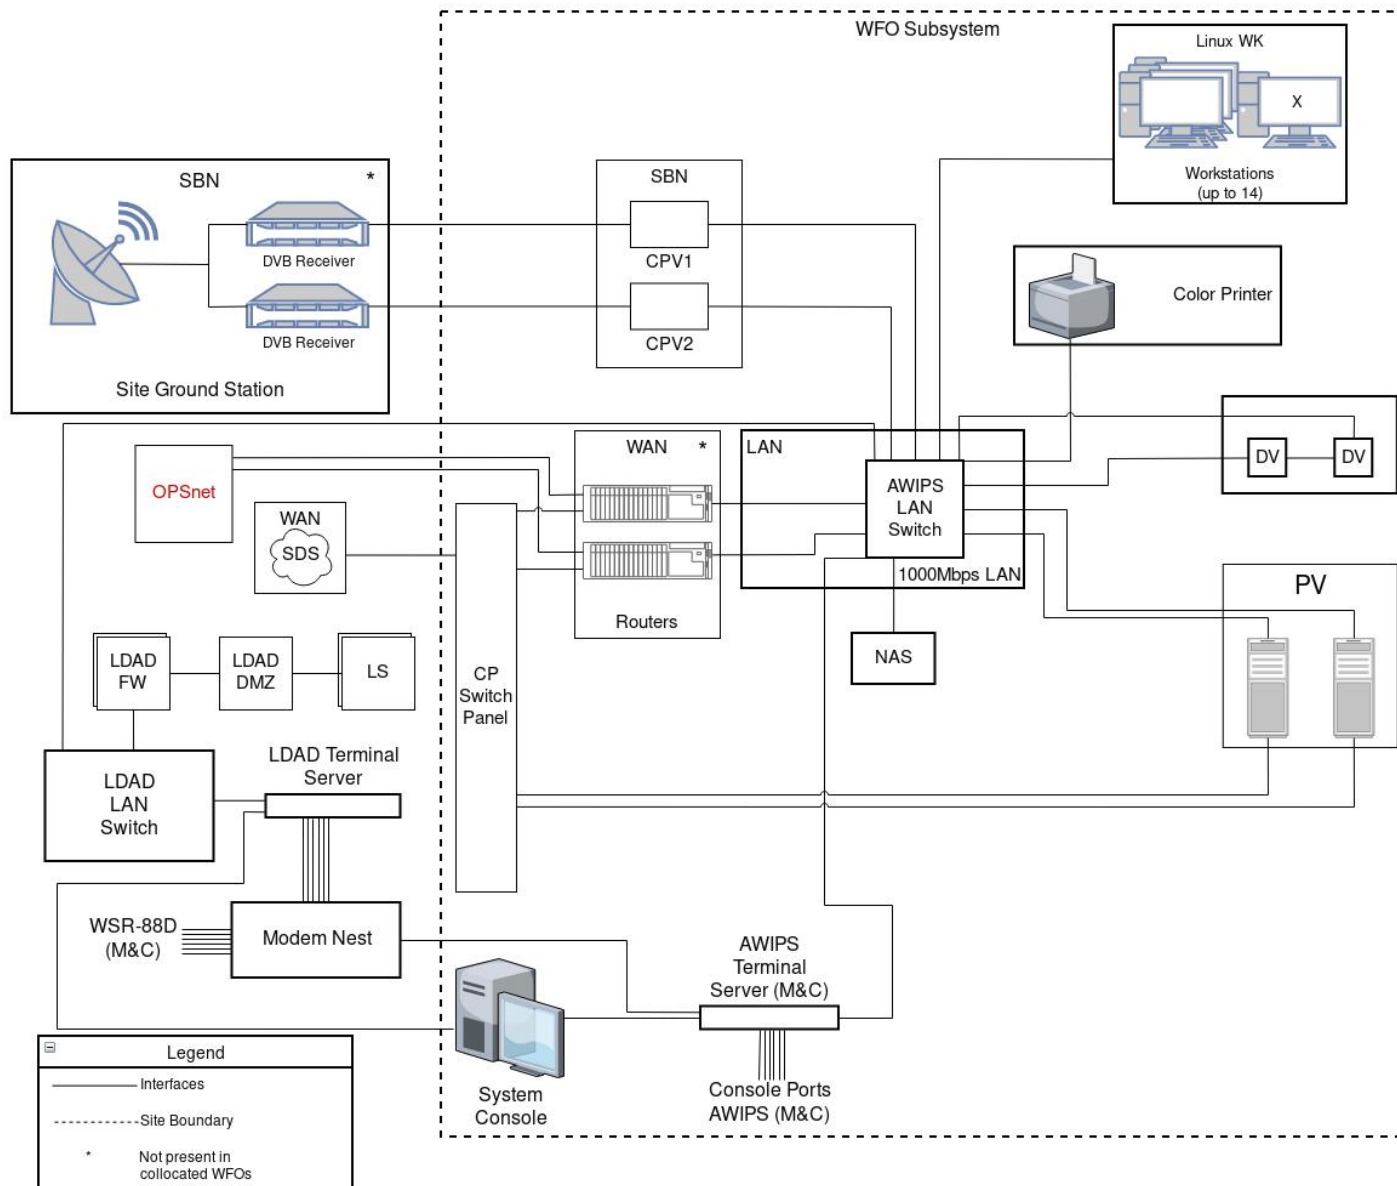 WFO Subsystem
Linux WK
X
Workstations
(up to 14)
SBN
*
DVB Receiver
DVB Receiver
Site Ground Station
SBN
CPV1
CPV2
Color Printer
OPSnet
WAN
SDS
WAN
*
Routers
LAN
AWIPS
LAN
Switch
1000Mbps LAN
DV
DV
NAS
PV
LDAD
FW
LDAD
DMZ
LS
CP
Switch
Panel
LDAD
LAN
Switch
LDAD Terminal
Server
WSR-88D
(M&C)
Modem Nest
AWIPS
Terminal
Server (M&C)
System
Console
Console Ports
AWIPS (M&C)
Legend
Interfaces
Site Boundary
*
Not present in
collocated WFOs